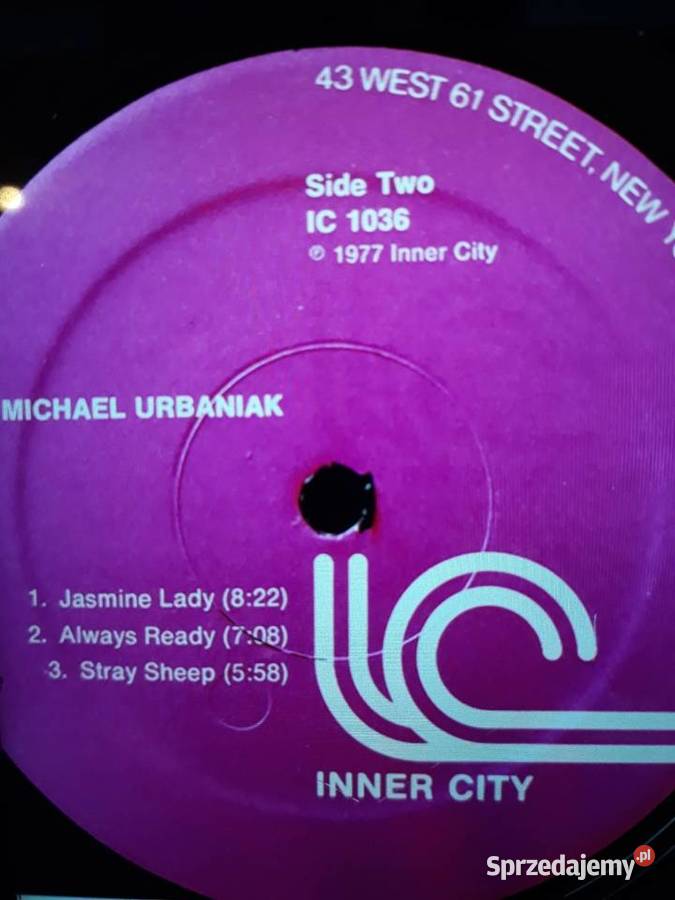 43 WEST 61 STREET, NEW
Side Two
IC 1036
℗ 1977 Inner City
MICHAEL URBANIAK
1. Jasmine Lady (8:22)
2. Always Ready (7:08)
3. Stray Sheep (5:58)
IC
INNER CITY
Sprzedajemy.pl